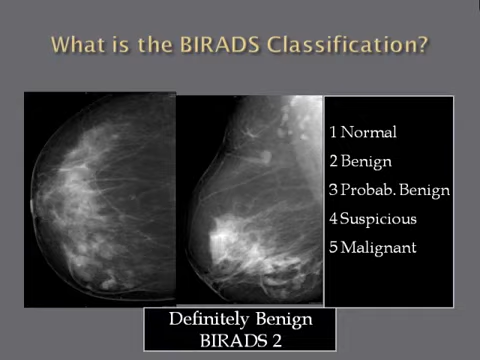 What is the BIRADS Classification?
1 Normal
2 Benign
3 Probab. Benign
4 Suspicious
5 Malignant
Definitely Benign
BIRADS 2